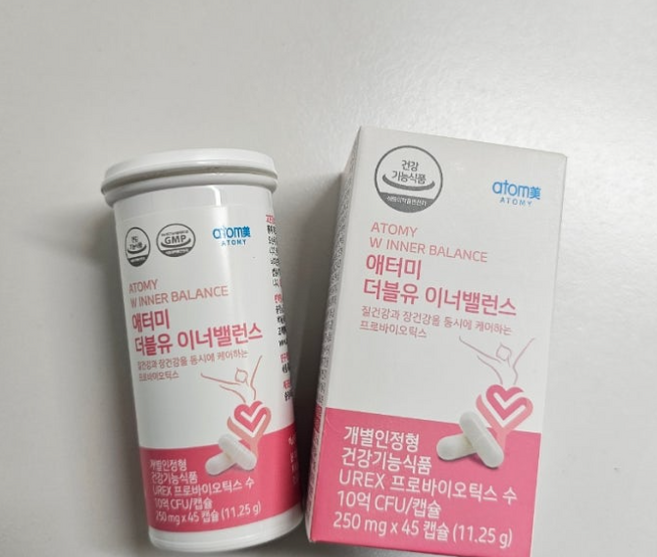 GMP
atom美
ATOMY
ATOMY
W INNER BALANCE
애터미
더블유 이너밸런스
질건강과 장건강을 동시에 케어하는
프로바이오틱스
개별인정형
건강기능식품
UREX 프로바이오틱스 수
10억 CFU/캡슐
250 mg x 45 캡슐 (11.25 g)
건강
기능식품
식품의약품안전처
atom美
ATOMY
ATOMY
W INNER BALANCE
애터미
더블유 이너밸런스
질건강과 장건강을 동시에 케어하는
프로바이오틱스
개별인정형
건강기능식품
UREX 프로바이오틱스 수
10억 CFU/캡슐
250 mg x 45 캡슐 (11.25 g)